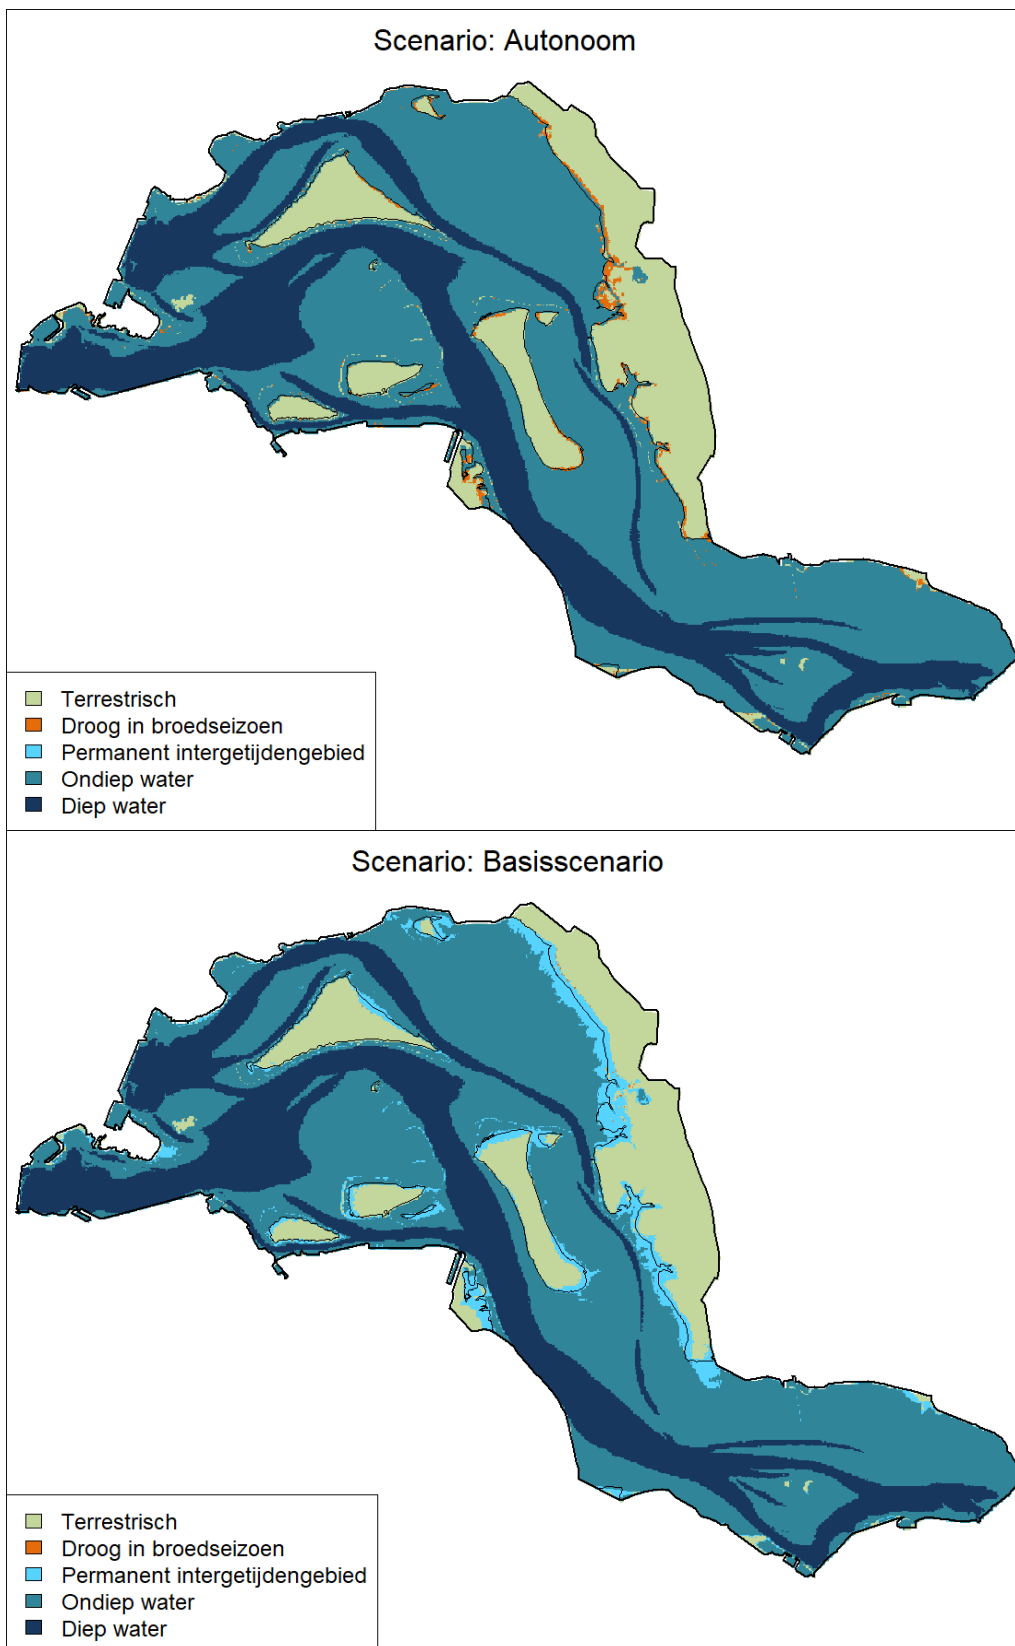 Scenario: Autonoom
Terrestrisch
Droog in broedseizoen
Permanent intergetijdengebied
Ondiep water
Diep water
Scenario: Basisscenario
Terrestrisch
Droog in broedseizoen
Permanent intergetijdengebied
Ondiep water
Diep water